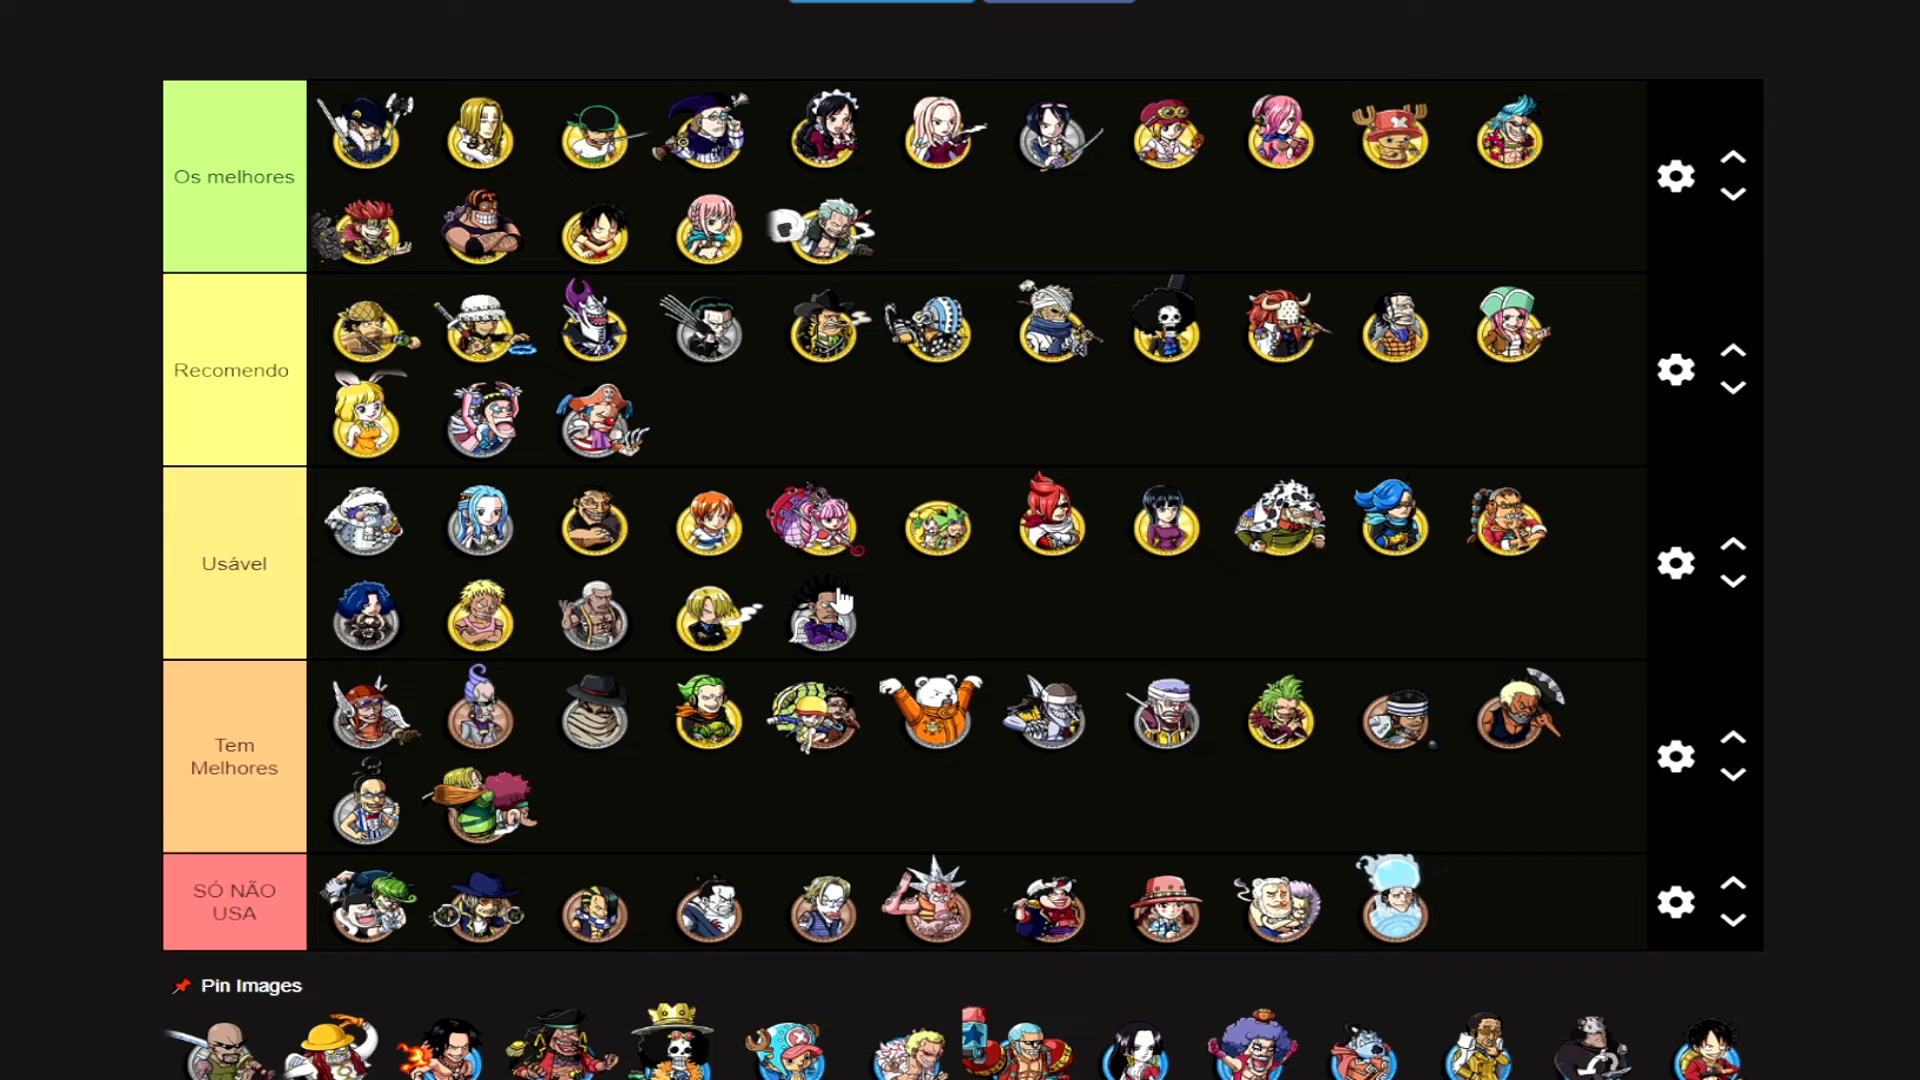 Os melhores
Recomendo
Usável
Tem
Melhores
SÓ NÃO
USA
Pin Images